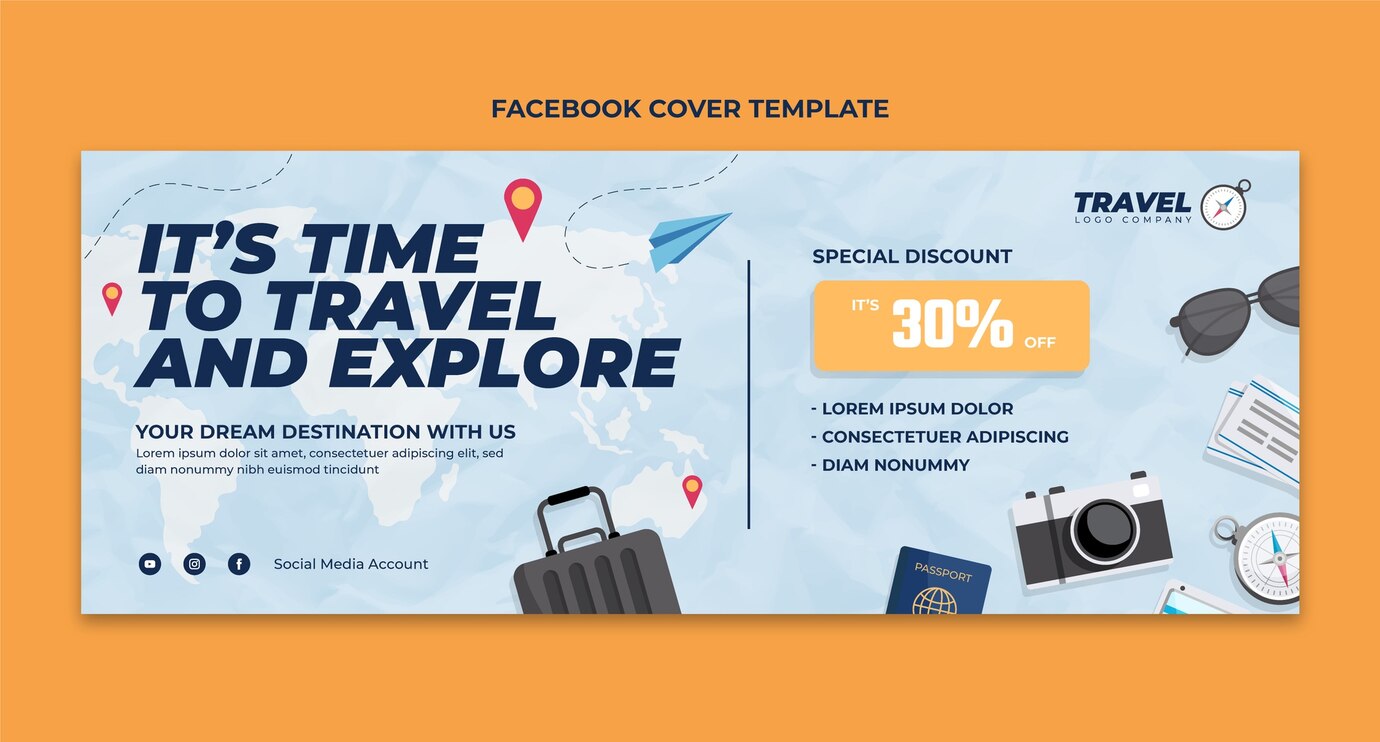 FACEBOOK COVER TEMPLATE
IT'S TIME
TO TRAVEL
AND EXPLORE
YOUR DREAM DESTINATION WITH US
Lorem ipsum dolor sit amet, consectetuer adipiscing elit, sed
diam nonummy nibh euismod tincidunt
Social Media Account
TRAVEL
LOGO COMPANY
SPECIAL DISCOUNT
IT'S 30% OFF
- LOREM IPSUM DOLOR
- CONSECTETUER ADIPISCING
- DIAM NONUMMY
PASSPORT